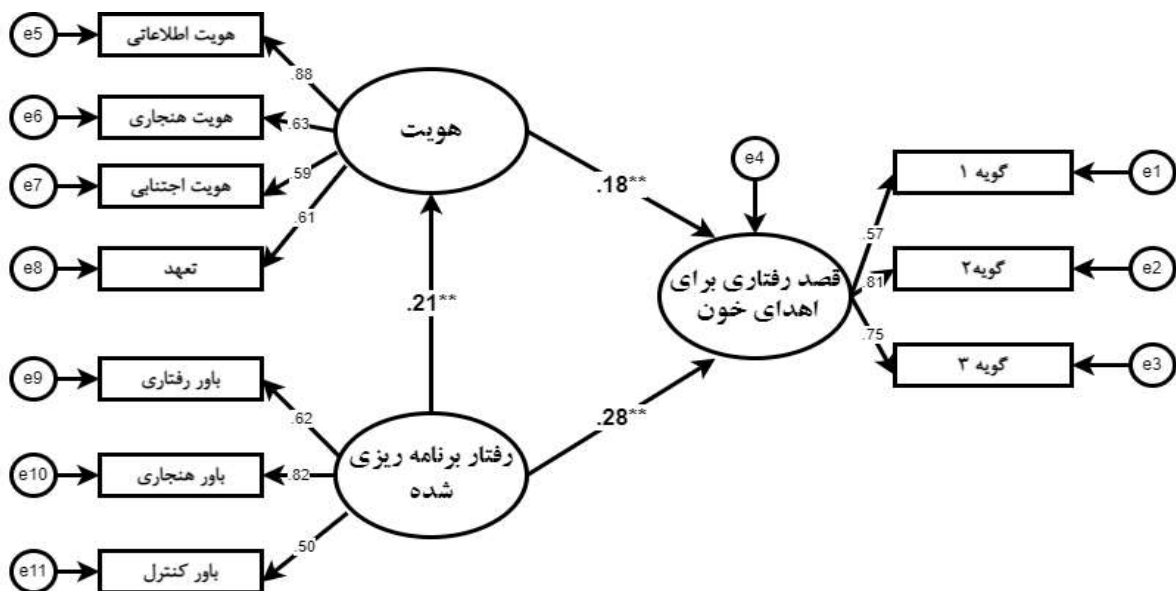 e5
هویت اطلاعاتی
.88
e6
هویت هنجاری
.63
e7
هویت اجتنابی
.59
e8
تعهد
.61
هویت
.18**
.21**
.28**
e4
قصد رفتاری برای
اهدای خون
گویه ۱
e1
.57
گویه۲
e2
.81
گویه ۳
e3
.75
e9
باور رفتاری
.62
e10
باور هنجاری
.82
e11
باور کنترل
.50
رفتار برنامه ریزی
شده